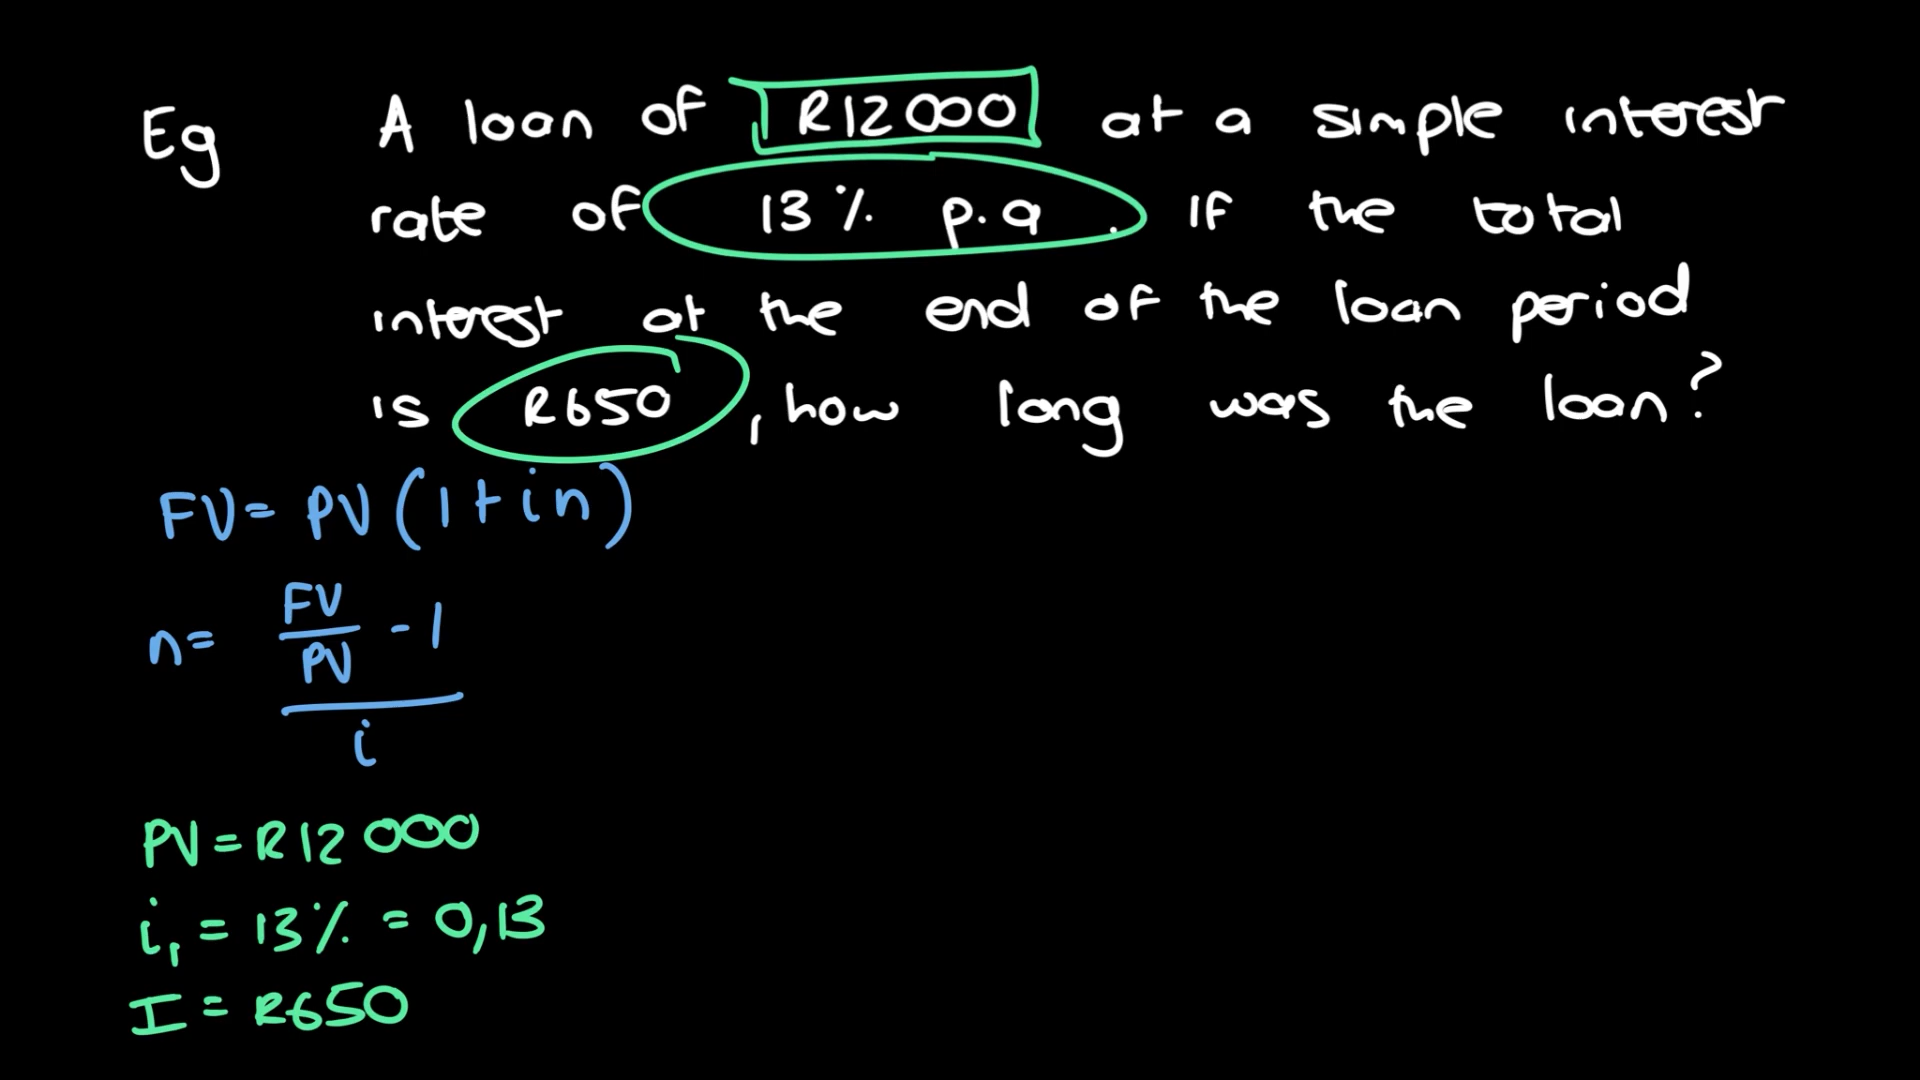 Eg A loan of R12 000 at a simple interest
rate of 13 % p.a. If the total
interest at the end of the loan period
is R650, how long was the loan?
FV = PV (1 + in)
n = FV
PV - 1
i
PV = R12 000
i, = 13% = 0,13
I = R650